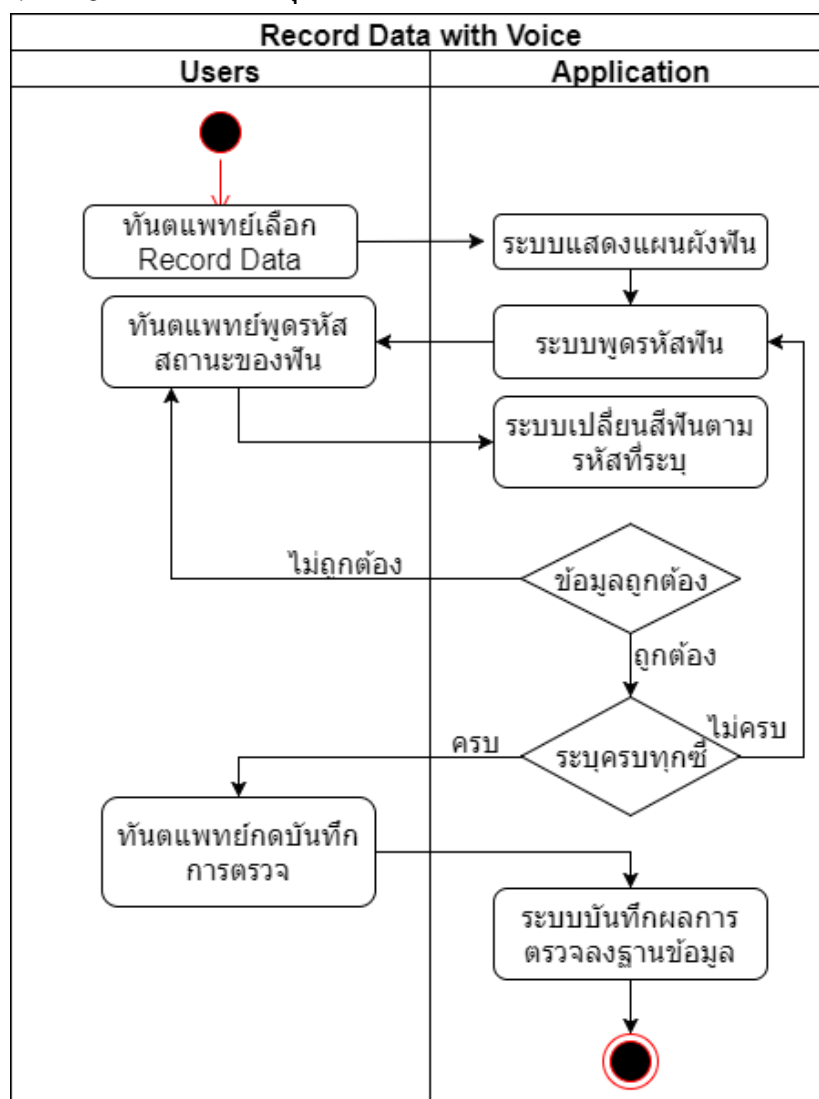 Record Data with Voice
Users
Application
ทันตแพทย์เลือก
Record Data
ระบบแสดงแผนผังฟัน
ทันตแพทย์พูดรหัส
สถานะของฟัน
ระบบพูดรหัสฟัน
ระบบเปลี่ยนสีฟันตาม
รหัสที่ระบุ
ไม่ถูกต้อง
ข้อมูลถูกต้อง
ถูกต้อง
ครบ
ระบุครบทุกซี่
ไม่ครบ
ทันตแพทย์กดบันทึก
การตรวจ
ระบบบันทึกผลการ
ตรวจลงฐานข้อมูล